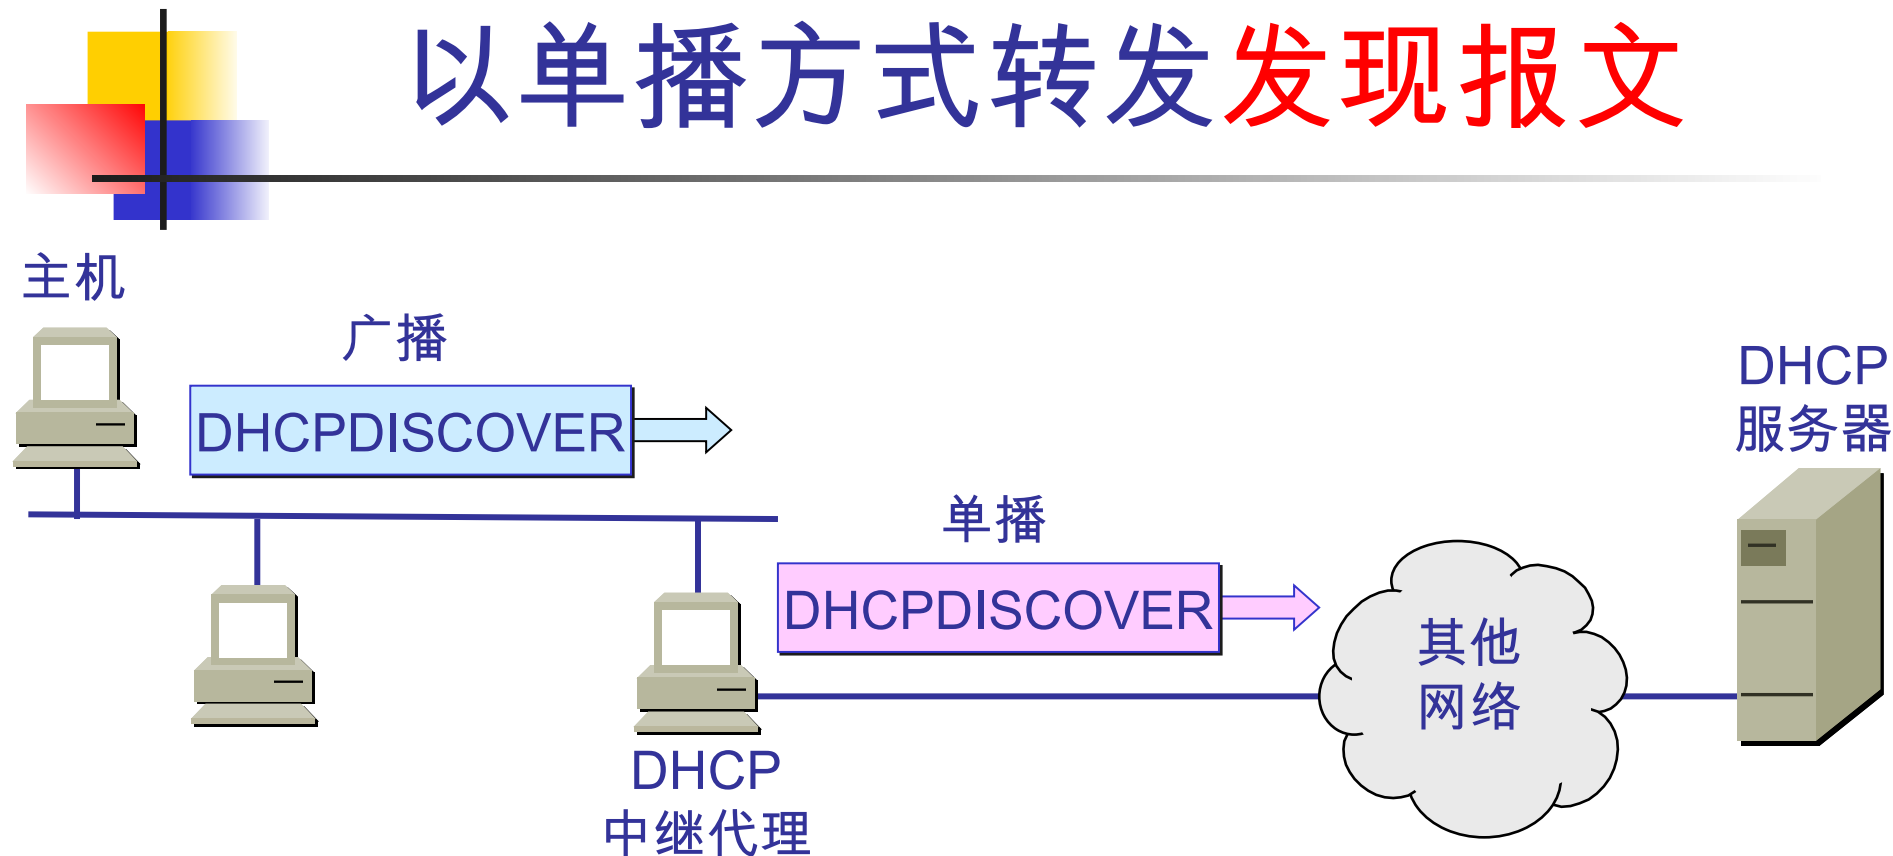 以单播方式转发发现报文
主机
广播
DHCPDISCOVER
DHCP
服务器
单播
DHCPDISCOVER
其他
网络
DHCP
中继代理